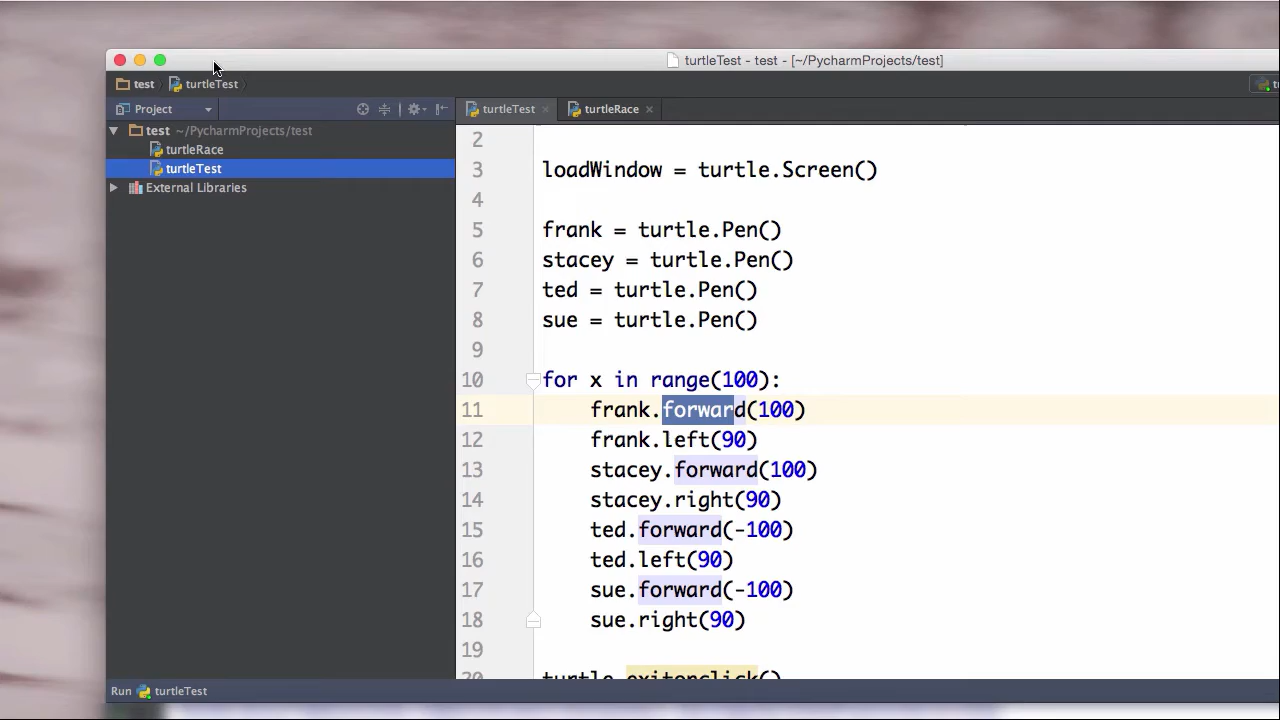 turtleTest - test - [~/PycharmProjects/test]
test turtleTest
Project
turtleTest turtleRace
test ~/PycharmProjects/test
turtleRace
turtleTest
External Libraries
2
3 loadWindow = turtle.Screen()
4
5 frank = turtle.Pen()
6 stacey = turtle.Pen()
7 ted = turtle.Pen()
8 sue = turtle.Pen()
9
10 for x in range(100):
11 frank.forward(100)
12 frank.left(90)
13 stacey.forward(100)
14 stacey.right(90)
15 ted.forward(-100)
16 ted.left(90)
17 sue.forward(-100)
18 sue.right(90)
19
20 turtle.exitonclick()
Run turtleTest